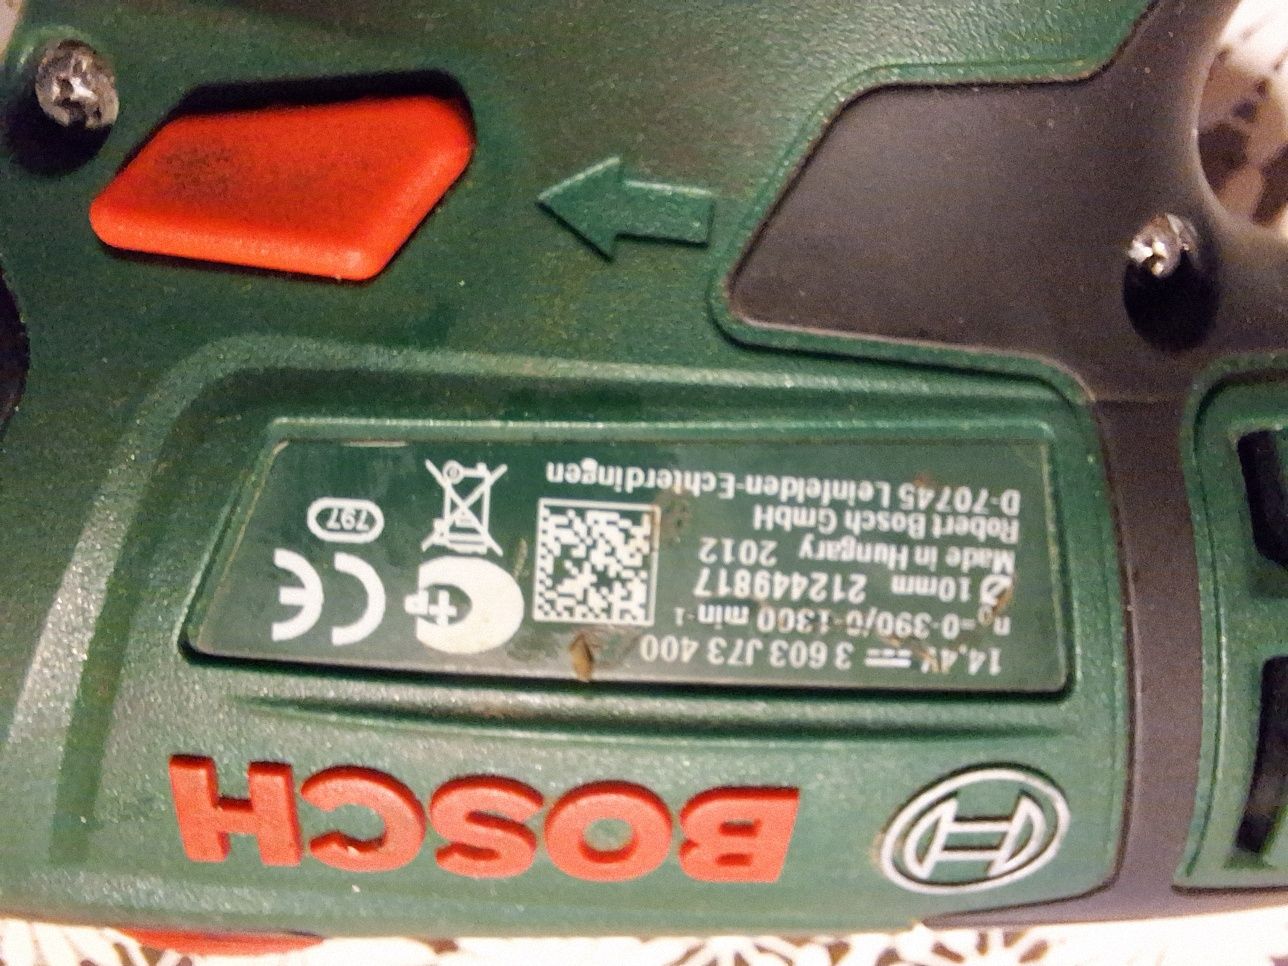 BOSCH
14,4V 3 603 J73 400
n₀=0-390/0-1300 min-1
Ø 10mm 212449817
Made in Hungary 2012
Robert Bosch GmbH
D-70745 Leinfelden-Echterdingen
CE
797